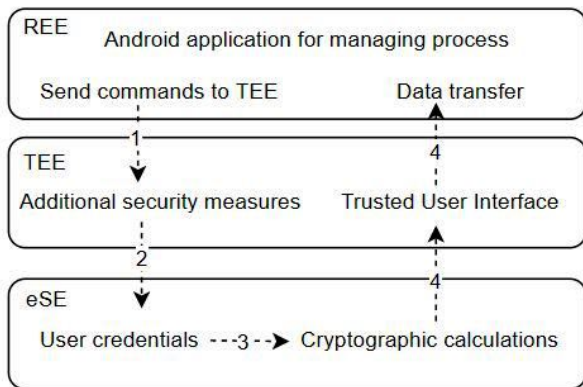 REE
Android application for managing process
Send commands to TEE
Data transfer
1
4
TEE
Additional security measures
Trusted User Interface
2
4
eSE
User credentials
3
Cryptographic calculations